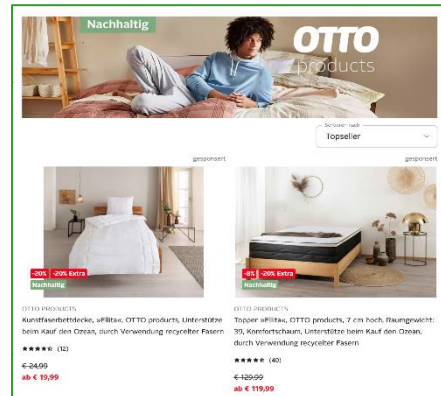 Nachhaltig
OTTO
products
Sortieren nach
Topseller
gesponsert
gesponsert
-20% -20% Extra
Nachhaltig
-8% -20% Extra
Nachhaltig
OTTO PRODUCTS
Kunstfaserbettdecke, »Ellita«, OTTO products, Unterstütze
beim Kauf den Ozean, durch Verwendung recycelter Fasern
(12)
€ 24,99
ab € 19,99
OTTO PRODUCTS
Topper »Ellita«, OTTO products, 7 cm hoch, Raumgewicht:
39, Komfortschaum, Unterstütze beim Kauf den Ozean,
durch Verwendung recycelter Fasern
(40)
€ 129,99
ab € 119,99